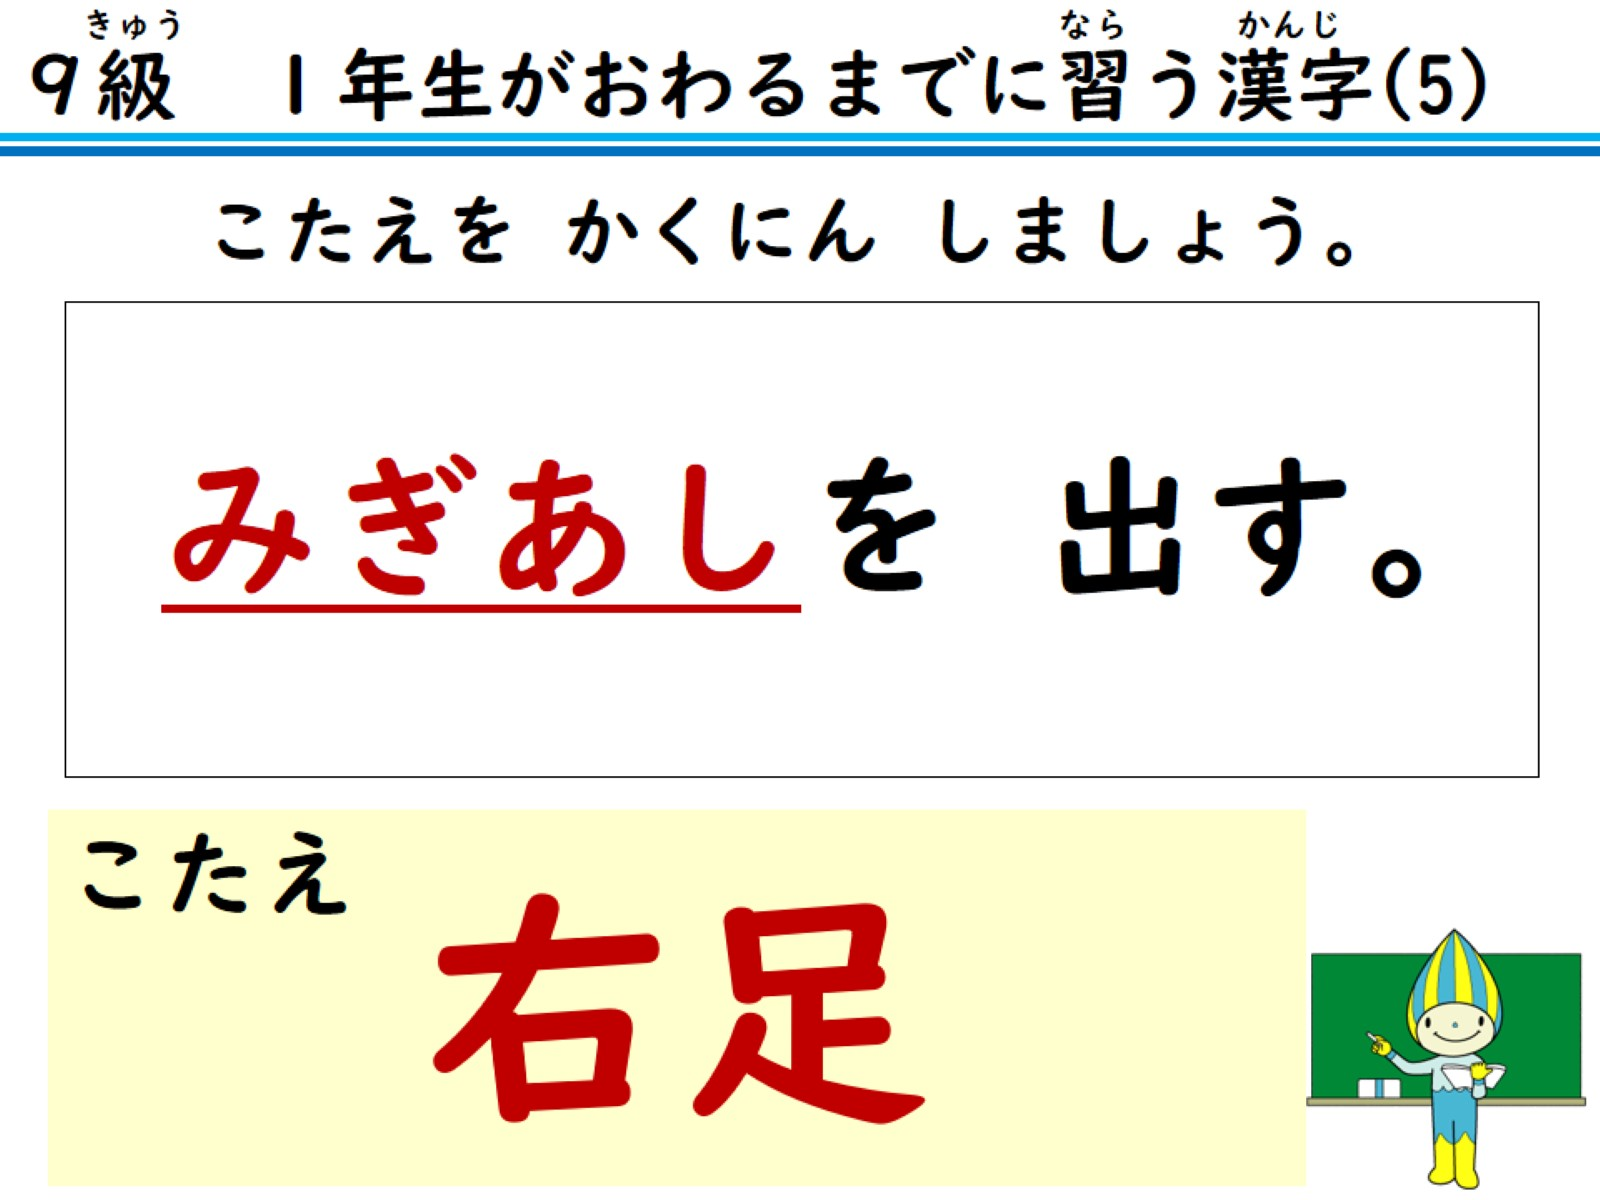 きゅう なら かんじ
9級 1年生がおわるまでに習う漢字(5)
こたえを かくにん しましょう。
みぎあしを 出す。
こたえ
右足